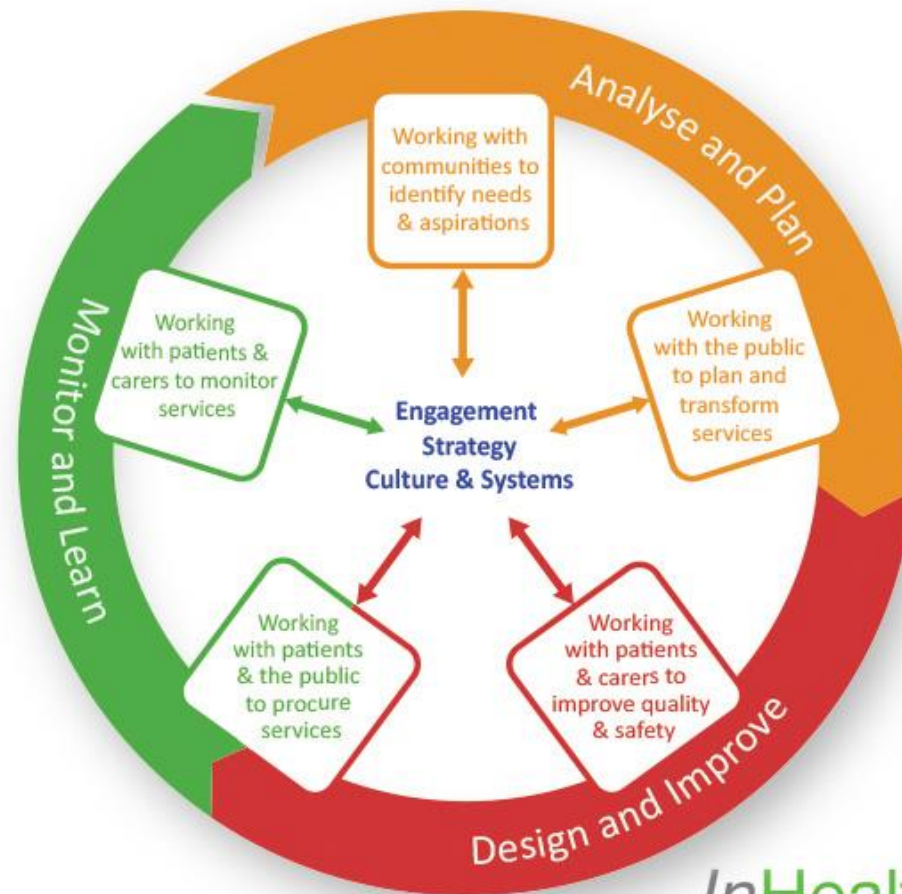 Analyse and Plan
Working with
communities to
identify needs
& aspirations
Working
with the public
to plan and
transform
services
Working
with patients &
carers to monitor
services
Engagement
Strategy
Culture & Systems
Monitor and Learn
Working
with patients
& the public
to procure
services
Working
with patients
& carers to
improve quality
& safety
Design and Improve